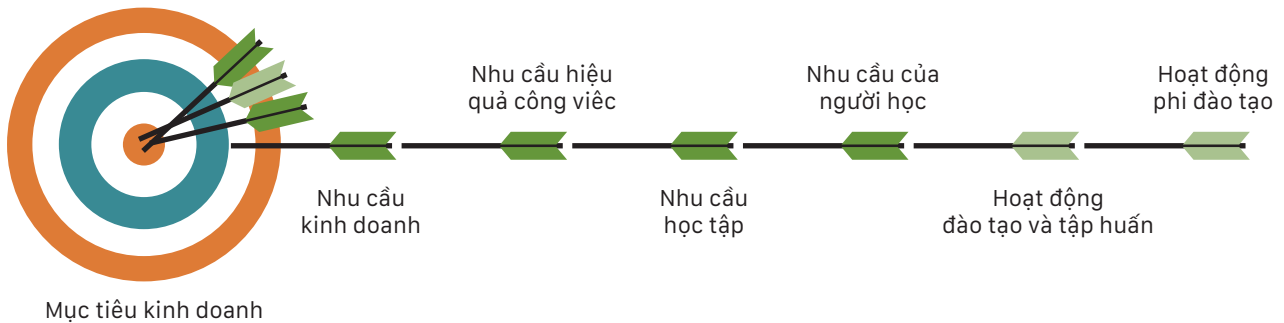 Nhu cầu hiệu
quả công viêc
Nhu cầu của
người học
Hoạt động
phi đào tạo
Nhu cầu
kinh doanh
Nhu cầu
học tập
Hoạt động
đào tạo và tập huấn
Mục tiêu kinh doanh